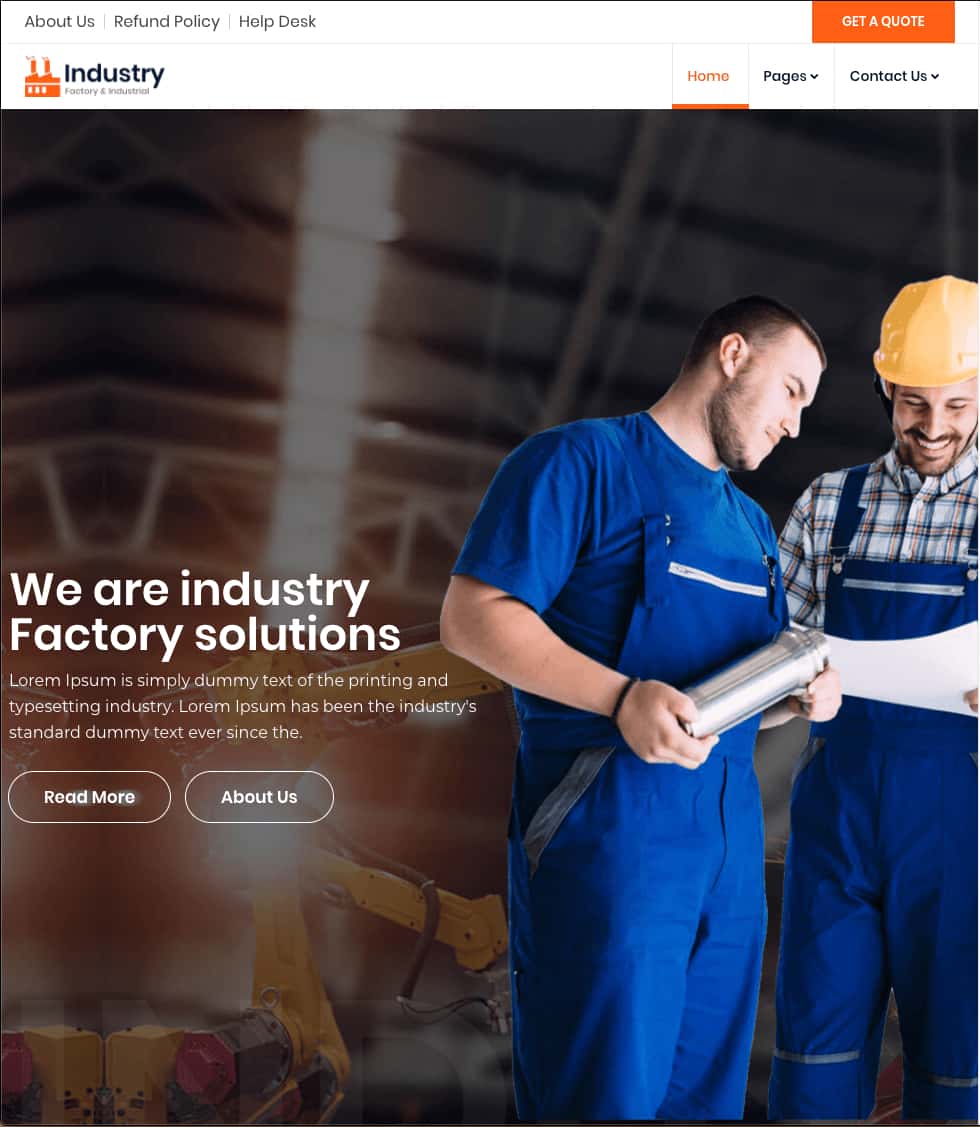 About Us
Refund Policy
Help Desk
GET A QUOTE
Industry
Factory & Industrial
Home
Pages
Contact Us
We are industry
Factory solutions
Lorem Ipsum is simply dummy text of the printing and
typesetting industry. Lorem Ipsum has been the industry's
standard dummy text ever since the.
Read More
About Us